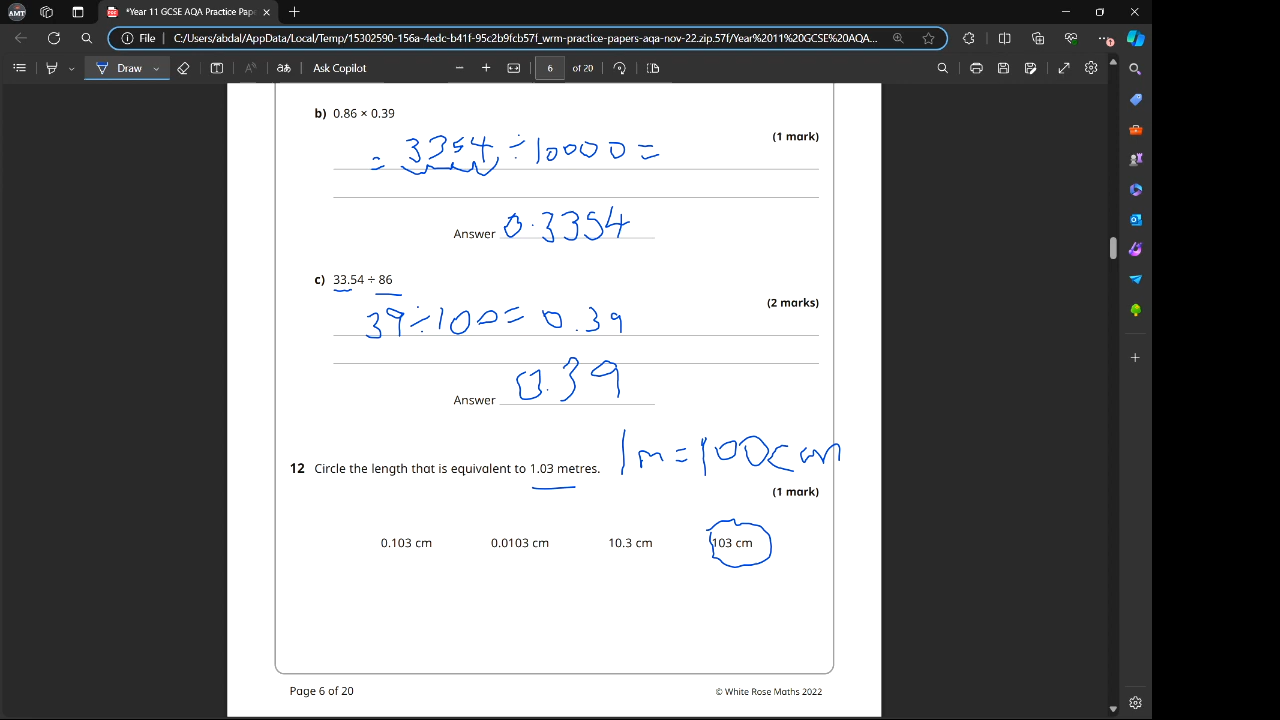 AMT
*Year 11 GCSE AQA Practice Pape
File
C:/Users/abdal/AppData/Local/Temp/15302590-156a-4edc-b41f-95c2b9fcb57f_wrm-practice-papers-aqa-nov-22.zip.57f/Year%2011%20GCSE%20AQA...
Draw
Ask Copilot
6 of 20
b) 0.86 × 0.39
(1 mark)
= 3354 ÷ 10000 =
Answer 0.3354
c) 33.54 ÷ 86
(2 marks)
39 ÷ 100 = 0.39
Answer 0.39
1m = 100cm
12 Circle the length that is equivalent to 1.03 metres.
(1 mark)
0.103 cm 0.0103 cm 10.3 cm 103 cm
Page 6 of 20
© White Rose Maths 2022